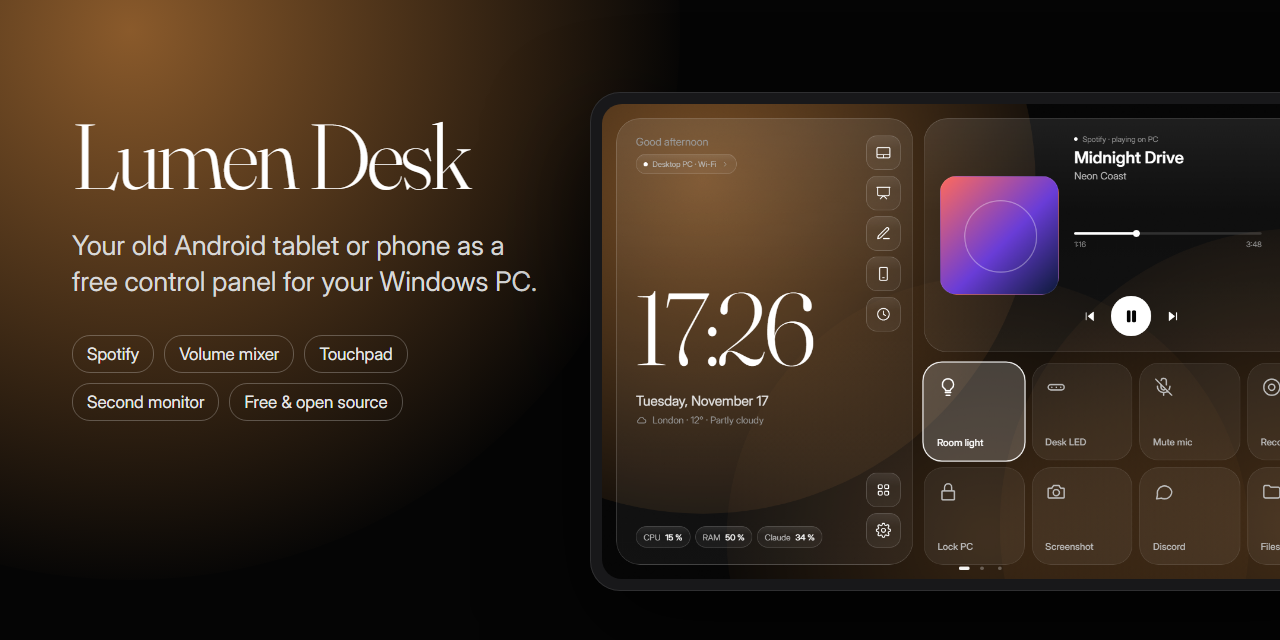 Lumen Desk
Your old Android tablet or phone as a
free control panel for your Windows PC.
Spotify
Volume mixer
Touchpad
Second monitor
Free & open source
Good afternoon
Desktop PC · Wi-Fi
17:26
Tuesday, November 17
London · 12° · Partly cloudy
CPU 15 %
RAM 50 %
Claude 34 %
Spotify · playing on PC
Midnight Drive
Neon Coast
1:16
3:48
Room light
Desk LED
Mute mic
Reco
Lock PC
Screenshot
Discord
Files